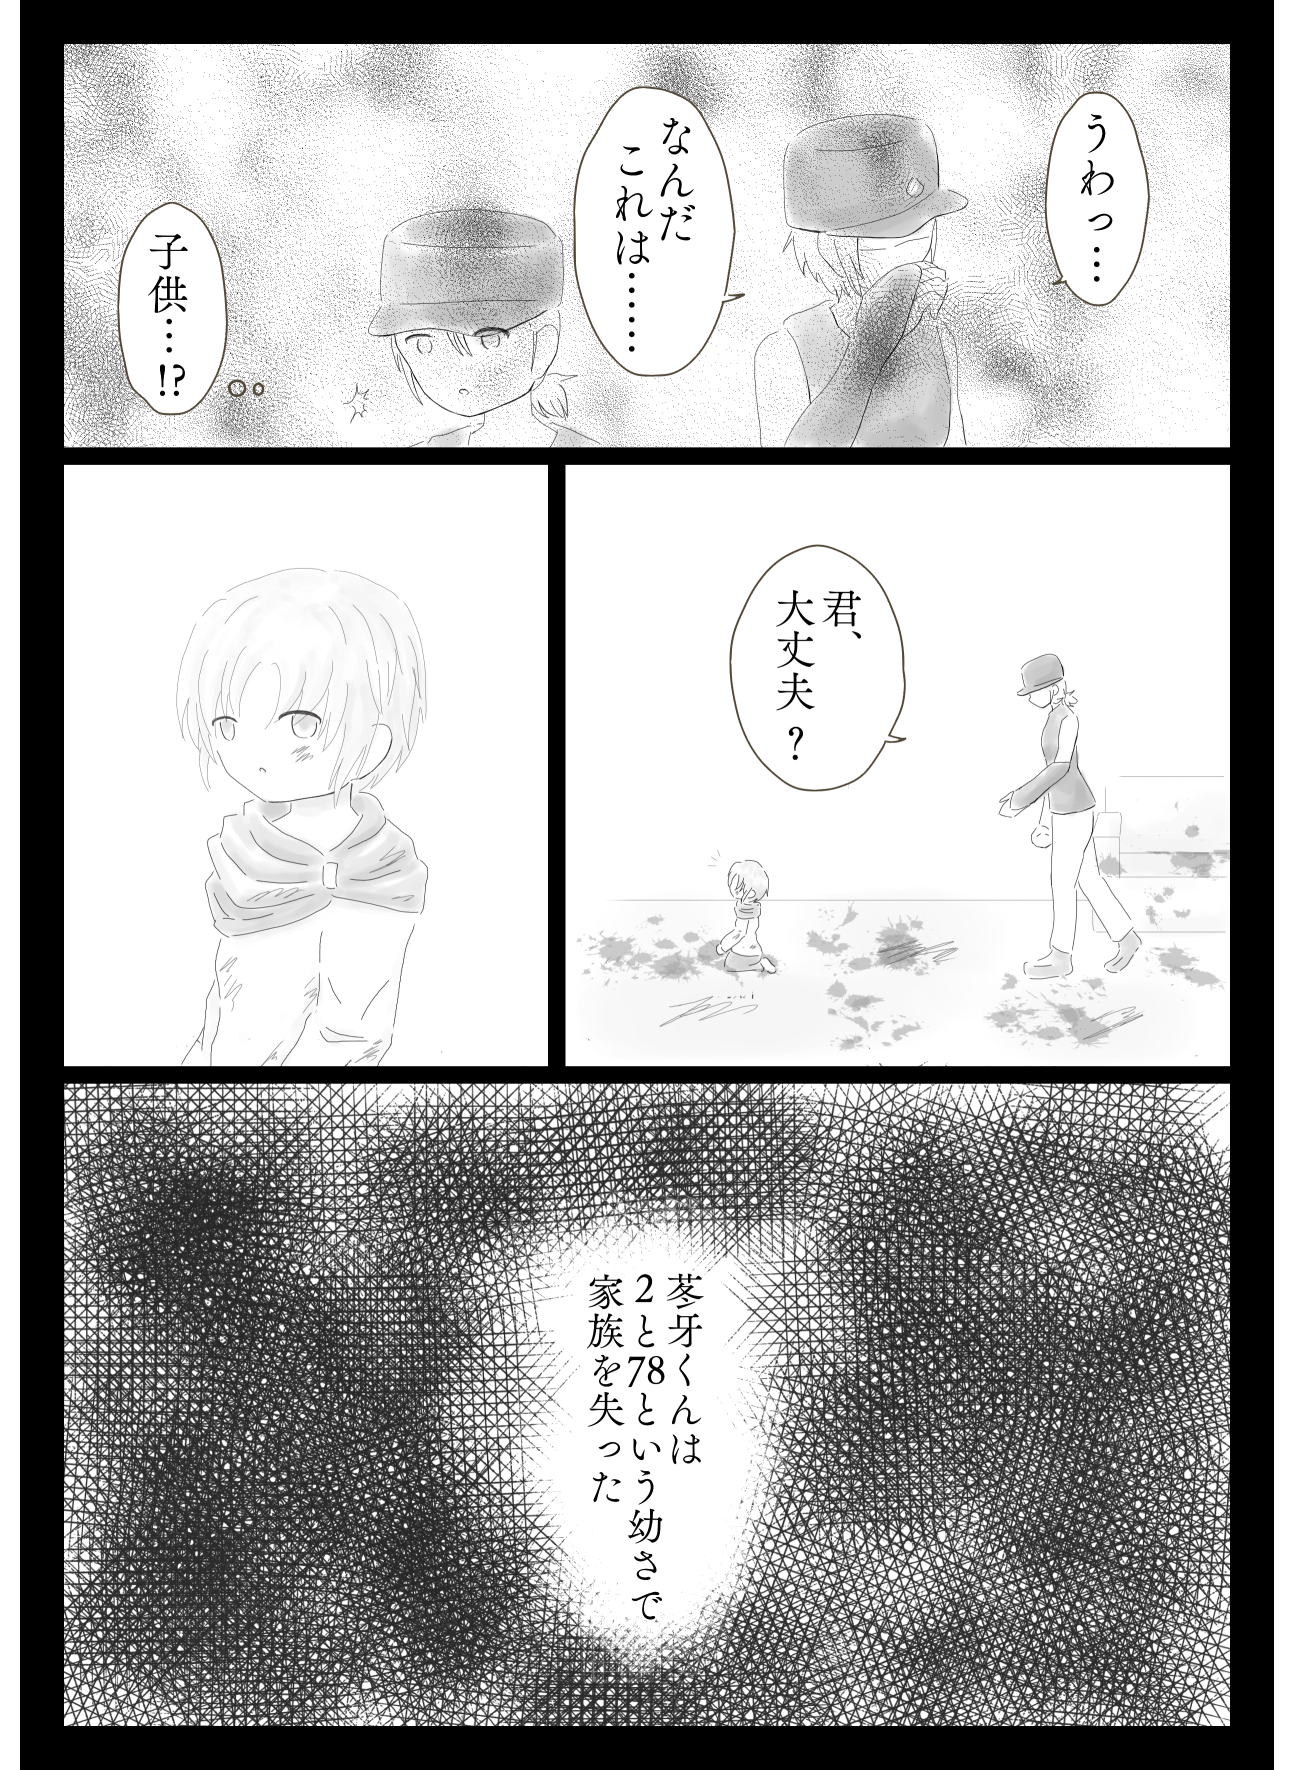 うわっ…
なんだ
これは………
子供…!?
君、
大丈夫?
苳牙くんは
2と78という幼さで
家族を失った